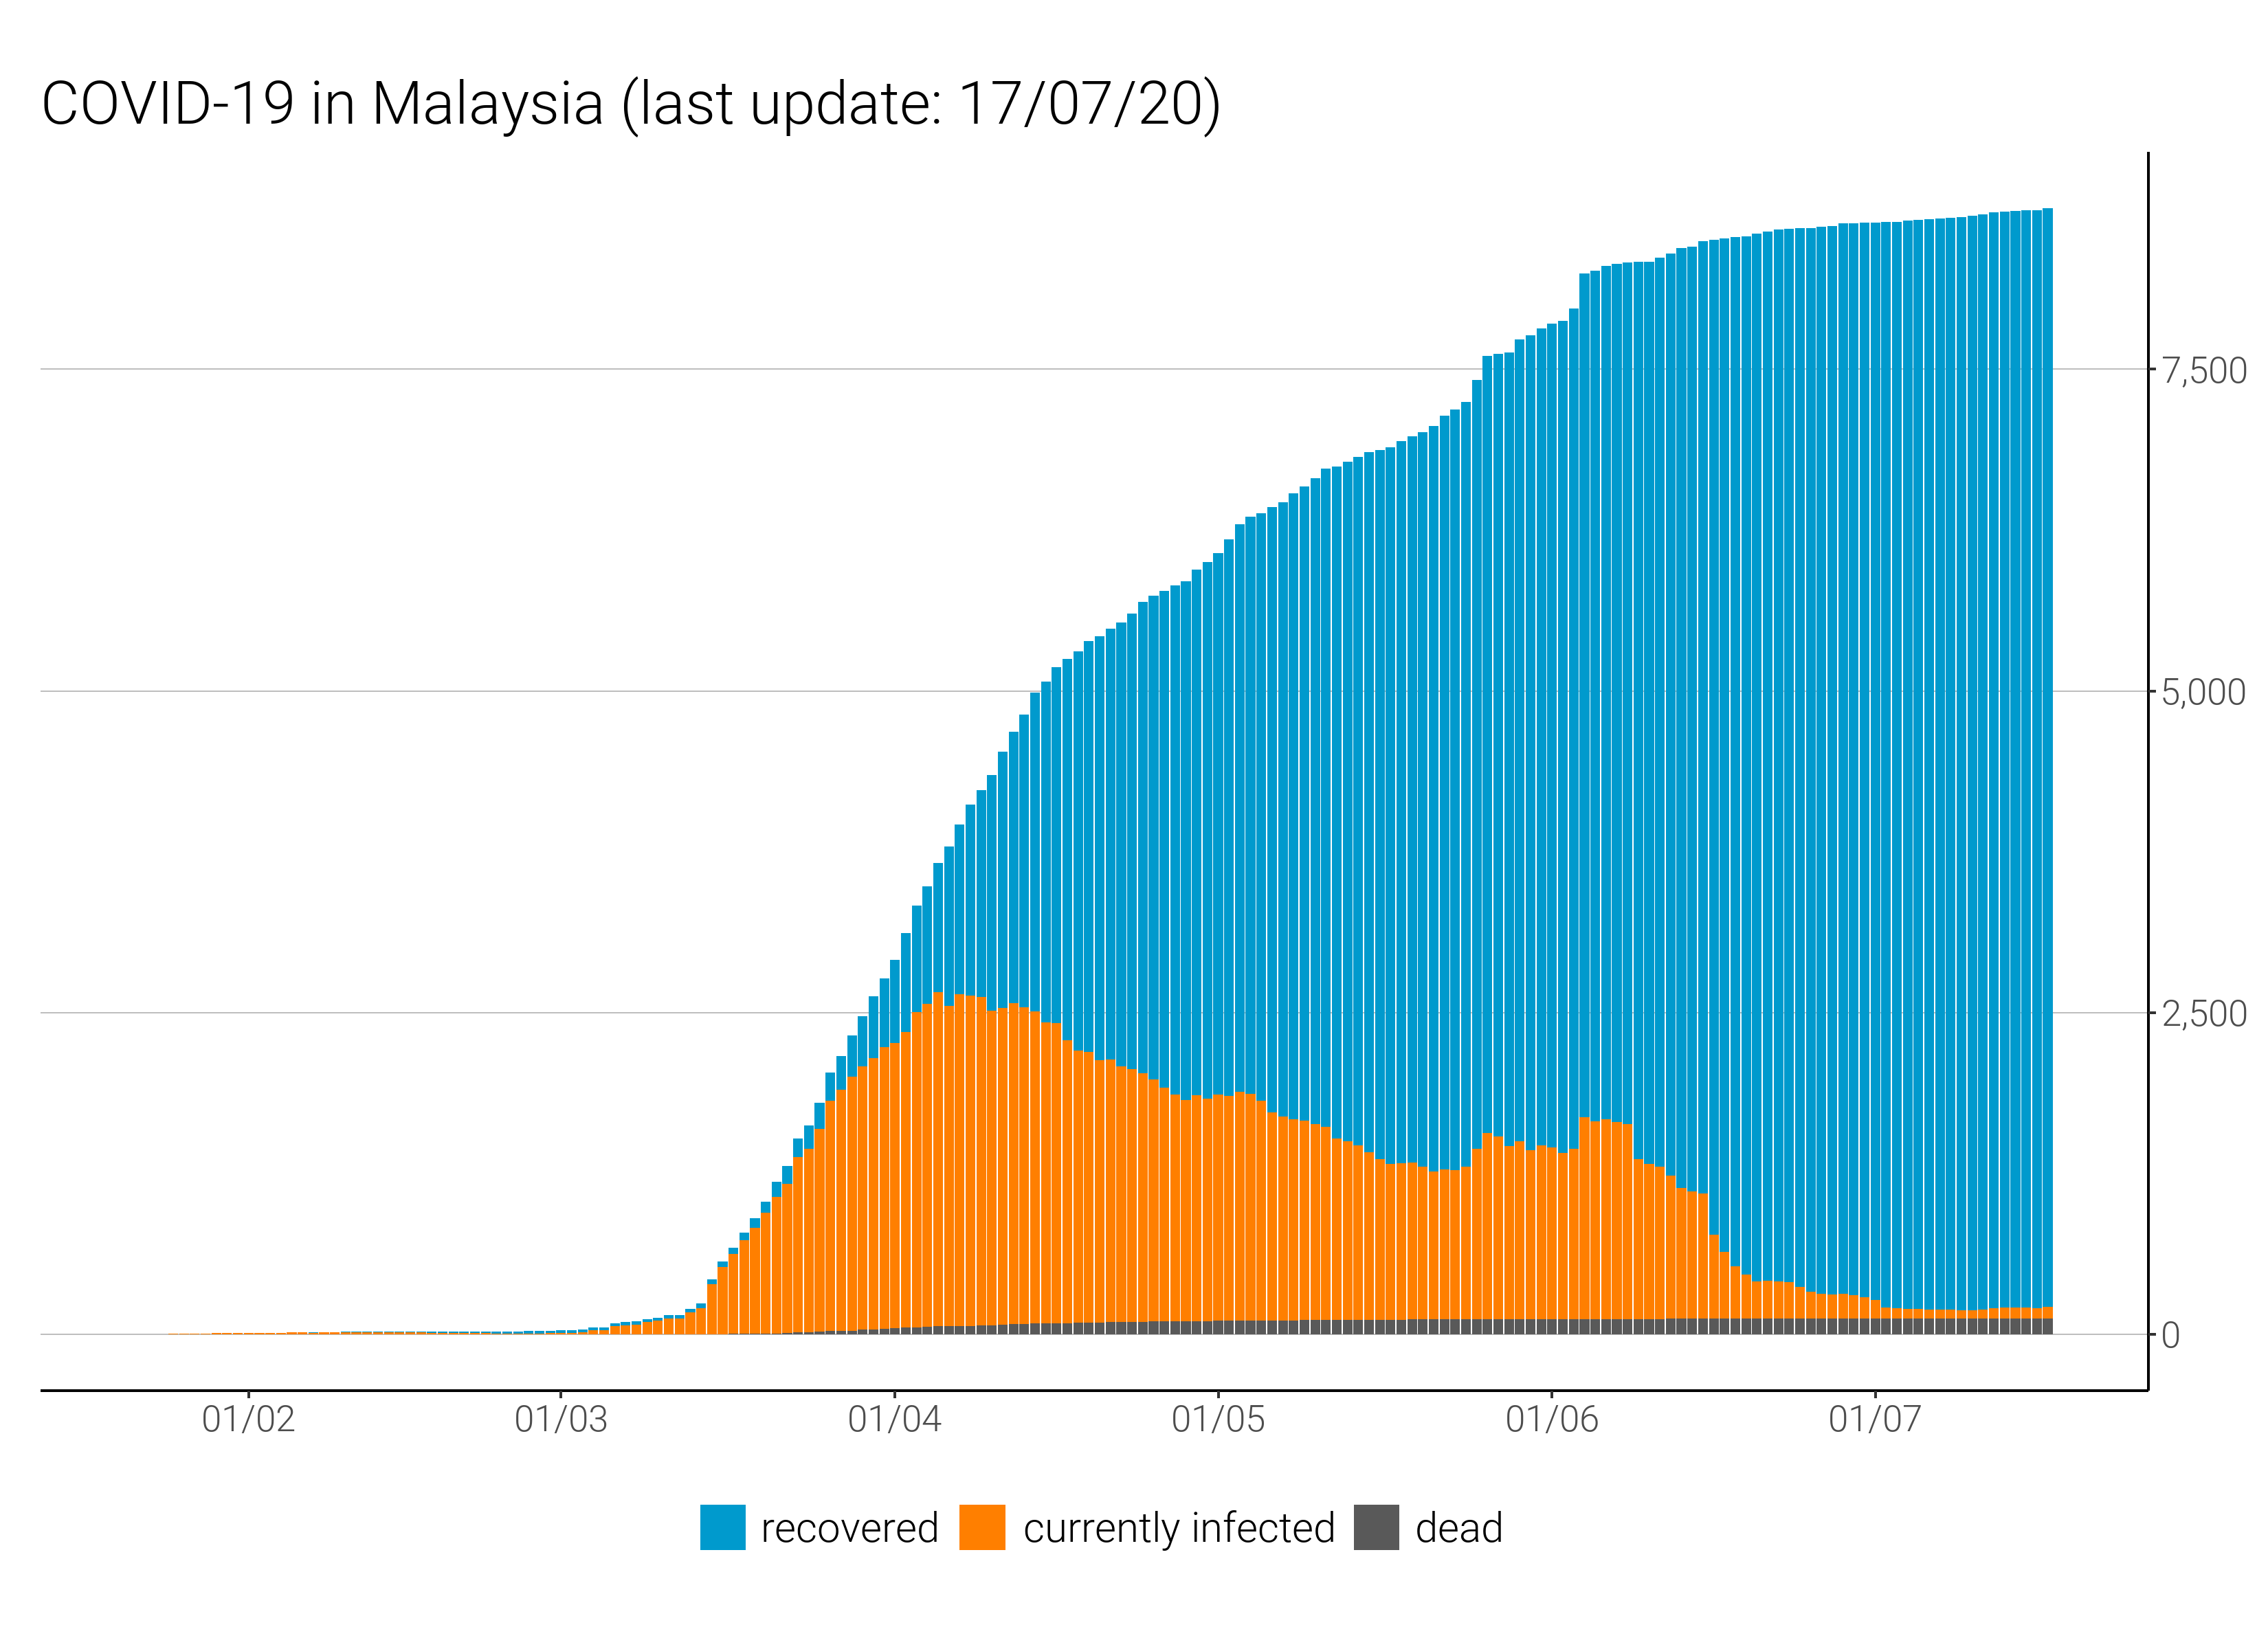 COVID-19 in Malaysia (last update: 17/07/20)
7,500
5,000
2,500
0
01/02 01/03 01/04 01/05 01/06 01/07
recovered currently infected dead